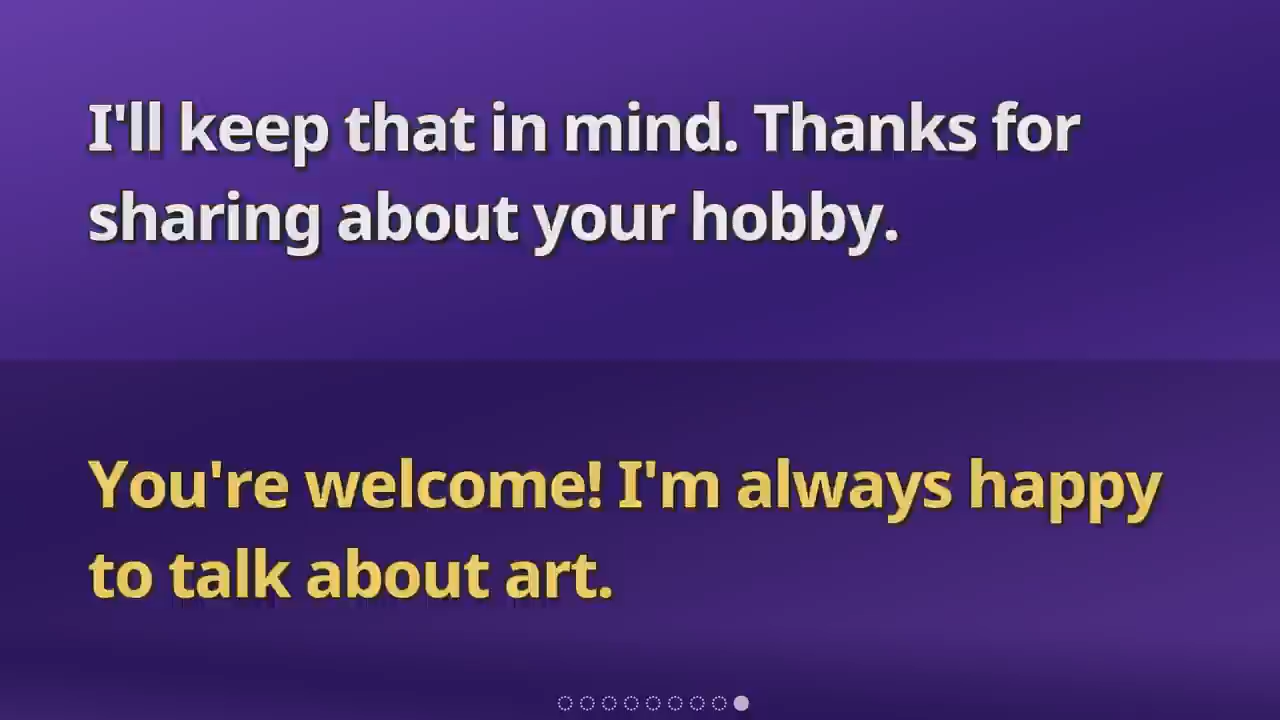 I'll keep that in mind. Thanks for
sharing about your hobby.
You're welcome! I'm always happy
to talk about art.